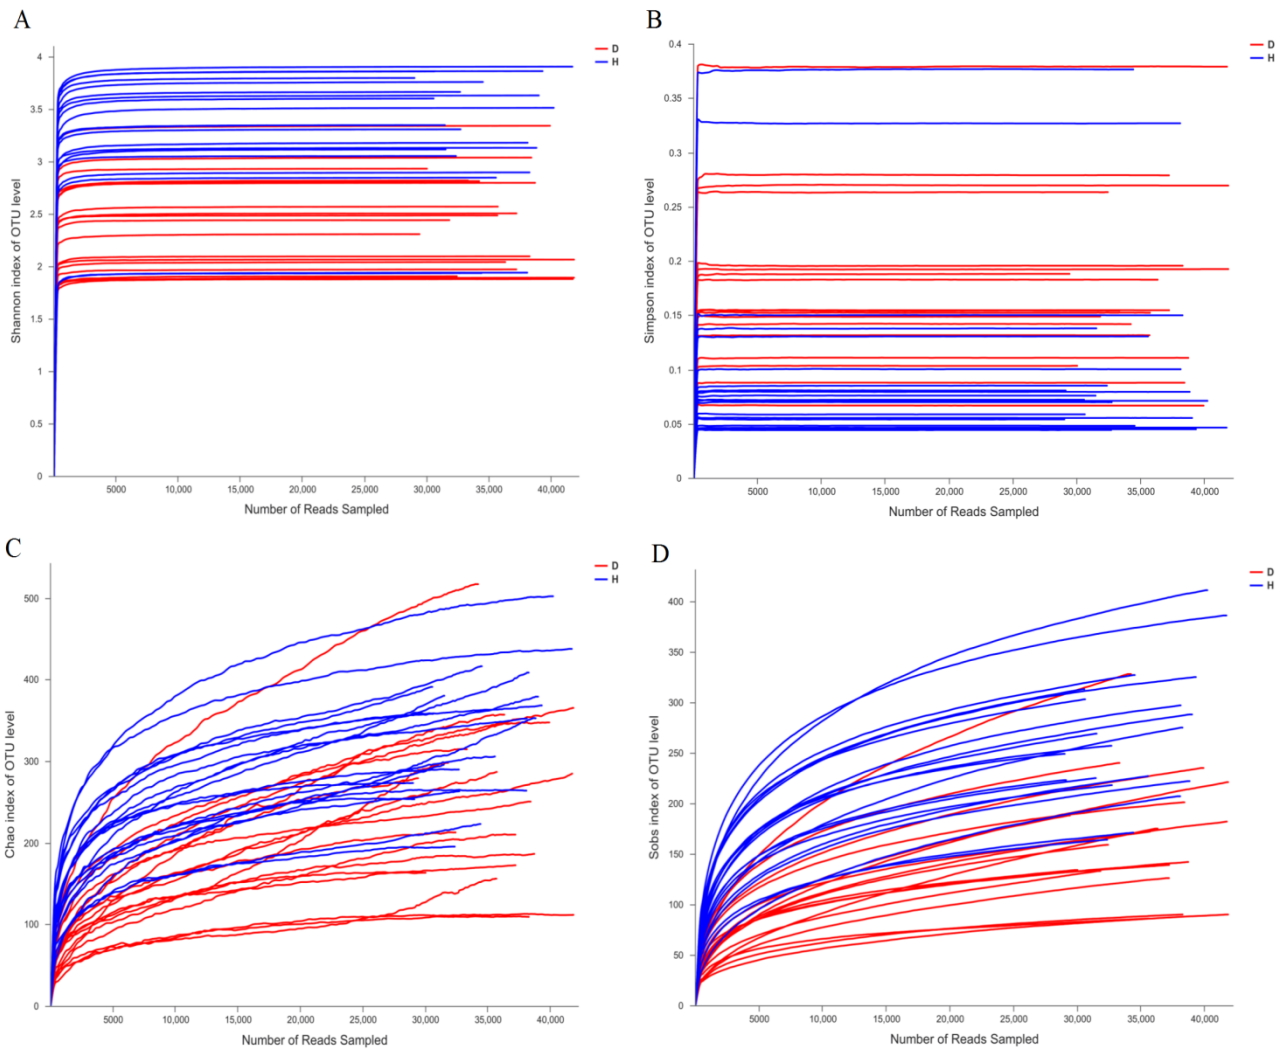 A
D
H
4
3.5
3
2.5
2
1.5
1
0.5
0
Shannon index of OTU level
5000 10,000 15,000 20,000 25,000 30,000 35,000 40,000
Number of Reads Sampled
B
D
H
0.4
0.35
0.3
0.25
0.2
0.15
0.1
0.05
0
Simpson index of OTU level
5000 10,000 15,000 20,000 25,000 30,000 35,000 40,000
Number of Reads Sampled
C
D
H
500
400
300
200
100
0
Chao index of OTU level
5000 10,000 15,000 20,000 25,000 30,000 35,000 40,000
Number of Reads Sampled
D
D
H
400
350
300
250
200
150
100
50
0
Sobs index of OTU level
5000 10,000 15,000 20,000 25,000 30,000 35,000 40,000
Number of Reads Sampled